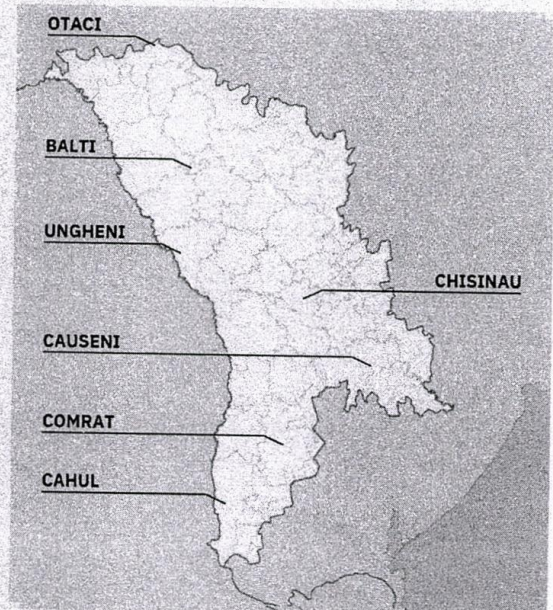 OTACI
BALTI
UNGHENI
CHISINAU
CAUSENI
COMRAT
CAHUL